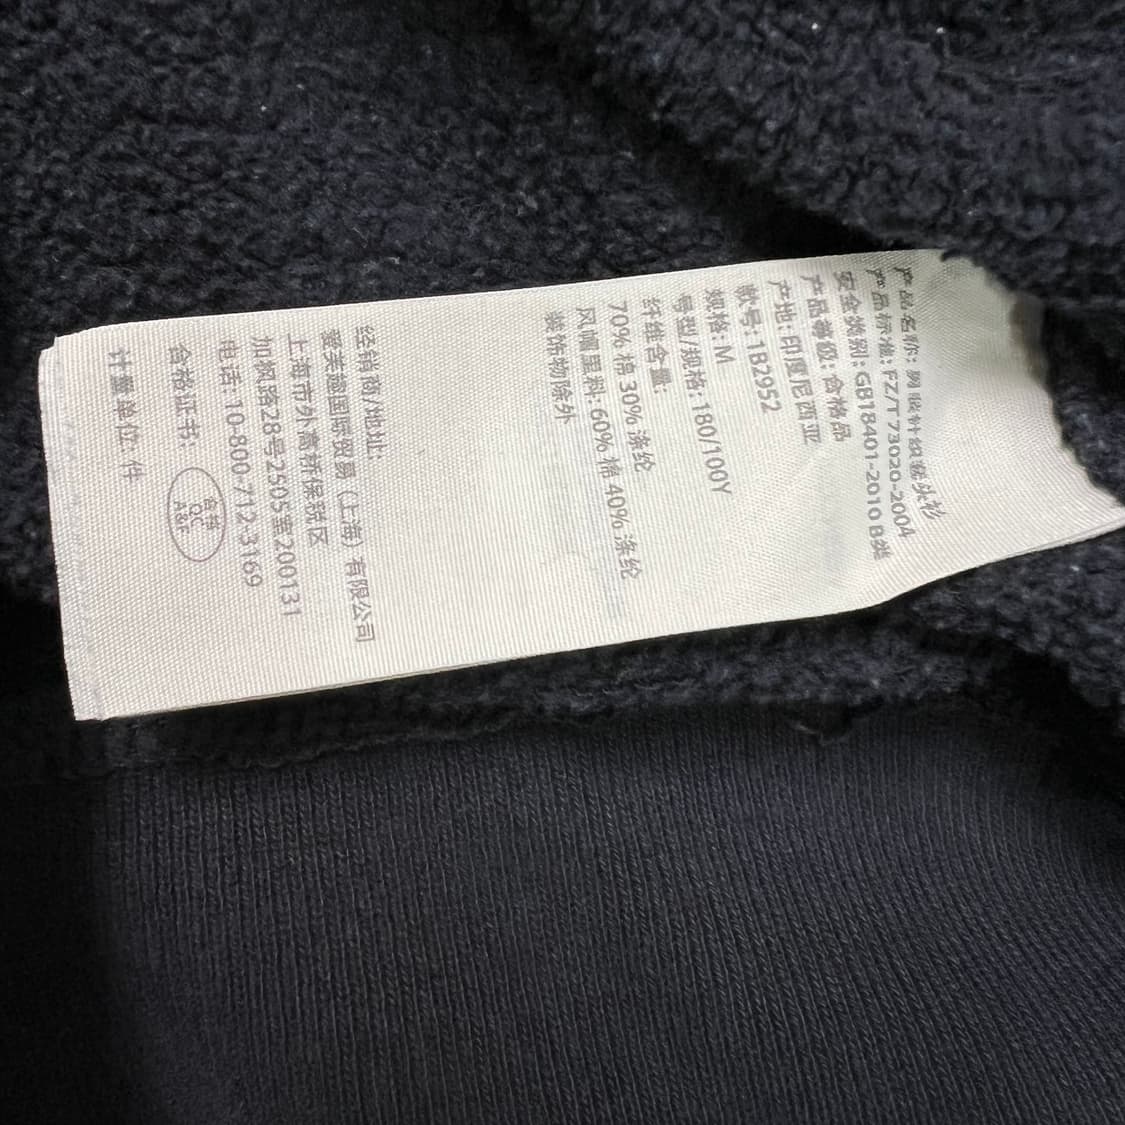 产品名称: 男式针织套头衫
产品标准: FZ/T 73020-2004
安全类别: GB18401-2010 B类
产品等级: 合格品
产地: 印度尼西亚
款号: 1B2952
规格: M
号型/规格: 180/100Y
纤维含量:
70% 棉 30% 涤纶
风帽里料: 60% 棉 40% 涤纶
装饰物除外
经销商/地址:
爱芙趣国际贸易（上海）有限公司
上海市外高桥保税区
加枫路28号2505室200131
电话: 10-800-712-3169
合格证书:
合格
QC
A&F
计量单位: 件